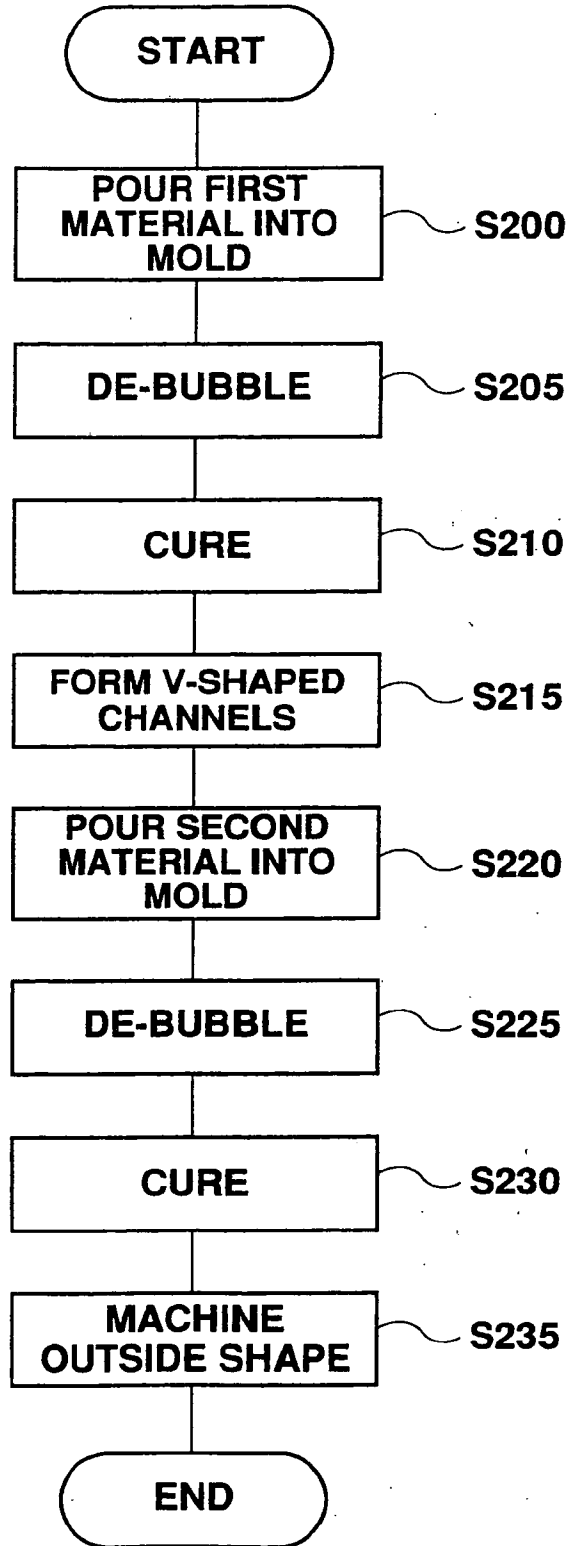 START
POUR FIRST
MATERIAL INTO
MOLD
S200
DE-BUBBLE
S205
CURE
S210
FORM V-SHAPED
CHANNELS
S215
POUR SECOND
MATERIAL INTO
MOLD
S220
DE-BUBBLE
S225
CURE
S230
MACHINE
OUTSIDE SHAPE
S235
END